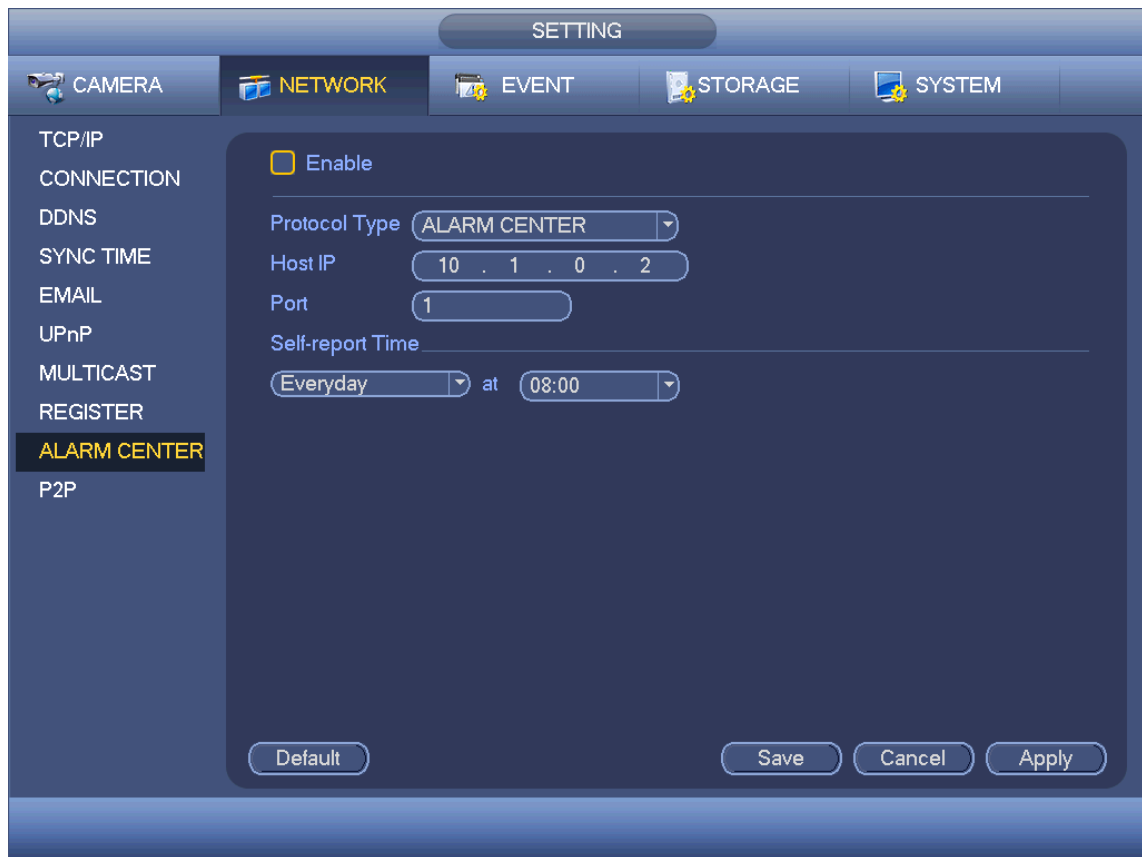 SETTING
CAMERA NETWORK EVENT STORAGE SYSTEM
TCP/IP
CONNECTION
DDNS
SYNC TIME
EMAIL
UPnP
MULTICAST
REGISTER
ALARM CENTER
P2P
Enable
Protocol Type ALARM CENTER
Host IP 10 . 1 . 0 . 2
Port 1
Self-report Time
Everyday at 08:00
Default Save Cancel Apply